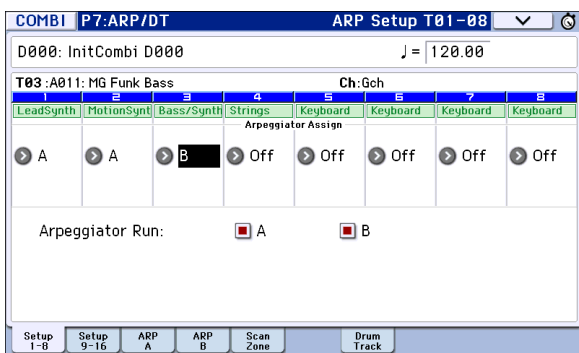 COMBI P7:ARP/DT ARP Setup T01-08
D000: InitCombi D000 ♩= 120.00
T03 :A011: MG Funk Bass Ch:Gch
1 2 3 4 5 6 7 8
LeadSynth MotionSynt Bass/Synth Strings Keyboard Keyboard Keyboard Keyboard
Arpeggiator Assign
A A B Off Off Off Off Off
Arpeggiator Run: A B
Setup 1-8 Setup 9-16 ARP A ARP B Scan Zone Drum Track